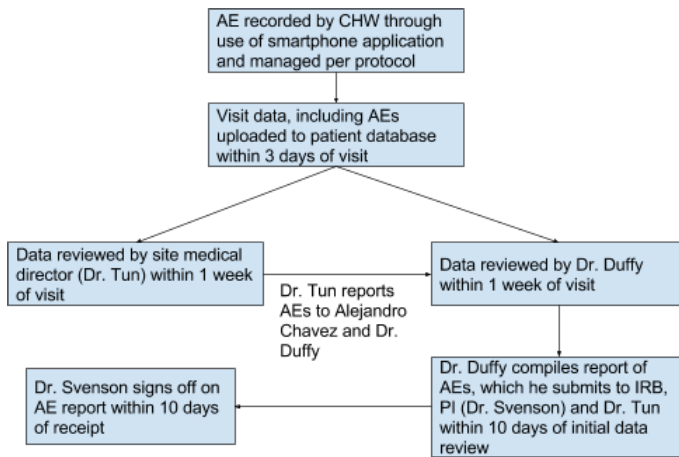 AE recorded by CHW through
use of smartphone application
and managed per protocol
Visit data, including AEs
uploaded to patient database
within 3 days of visit
Data reviewed by site medical
director (Dr. Tun) within 1 week
of visit
Dr. Tun reports
AEs to Alejandro
Chavez and Dr.
Duffy
Data reviewed by Dr. Duffy
within 1 week of visit
Dr. Duffy compiles report of
AEs, which he submits to IRB,
PI (Dr. Svenson) and Dr. Tun
within 10 days of initial data
review
Dr. Svenson signs off on
AE report within 10 days
of receipt